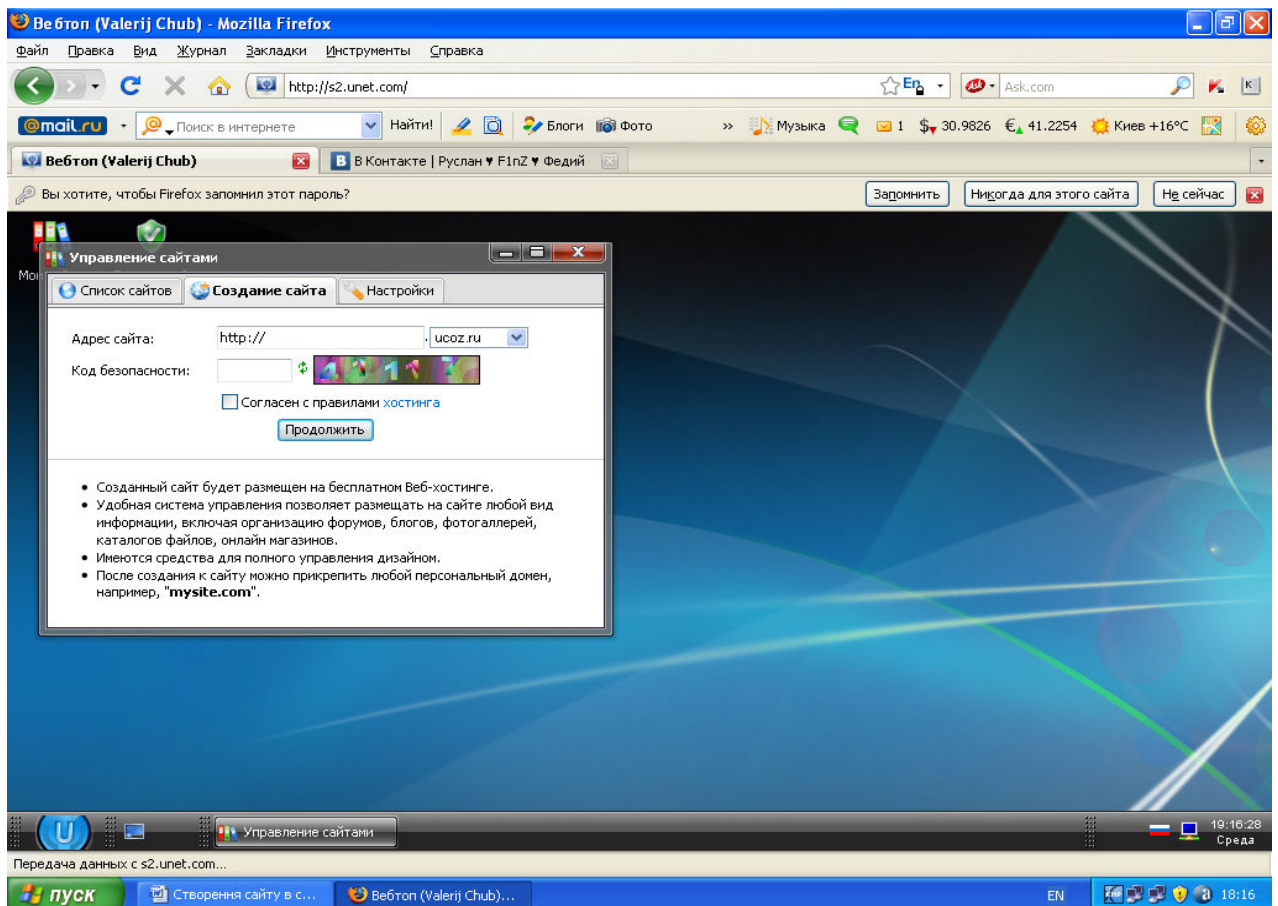 Вебтоп (Valerij Chub) - Mozilla Firefox
Файл Правка Вид Журнал Закладки Инструменты Справка
http://s2.unet.com/ En Ask.com K
@mail.ru Поиск в интернете Найти! Блоги Фото » Музыка 1 $ 30.9826 € 41.2254 Киев +16°C
Вебтоп (Valerij Chub) В Контакте | Руслан ♥ F1nZ ♥ Федий
Вы хотите, чтобы Firefox запомнил этот пароль? Запомнить Никогда для этого сайта Не сейчас
Управление сайтами
Список сайтов Создание сайта Настройки
Адрес сайта: http:// . ucoz.ru
Код безопасности:
Согласен с правилами хостинга
Продолжить
• Созданный сайт будет размещен на бесплатном Веб-хостинге.
• Удобная система управления позволяет размещать на сайте любой вид
информации, включая организацию форумов, блогов, фотогаллерей,
каталогов файлов, онлайн магазинов.
• Имеются средства для полного управления дизайном.
• После создания к сайту можно прикрепить любой персональный домен,
например, "mysite.com".
U Управление сайтами 19:16:28
Среда
Передача данных с s2.unet.com...
пуск Створення сайту в с... Вебтоп (Valerij Chub)... EN 18:16